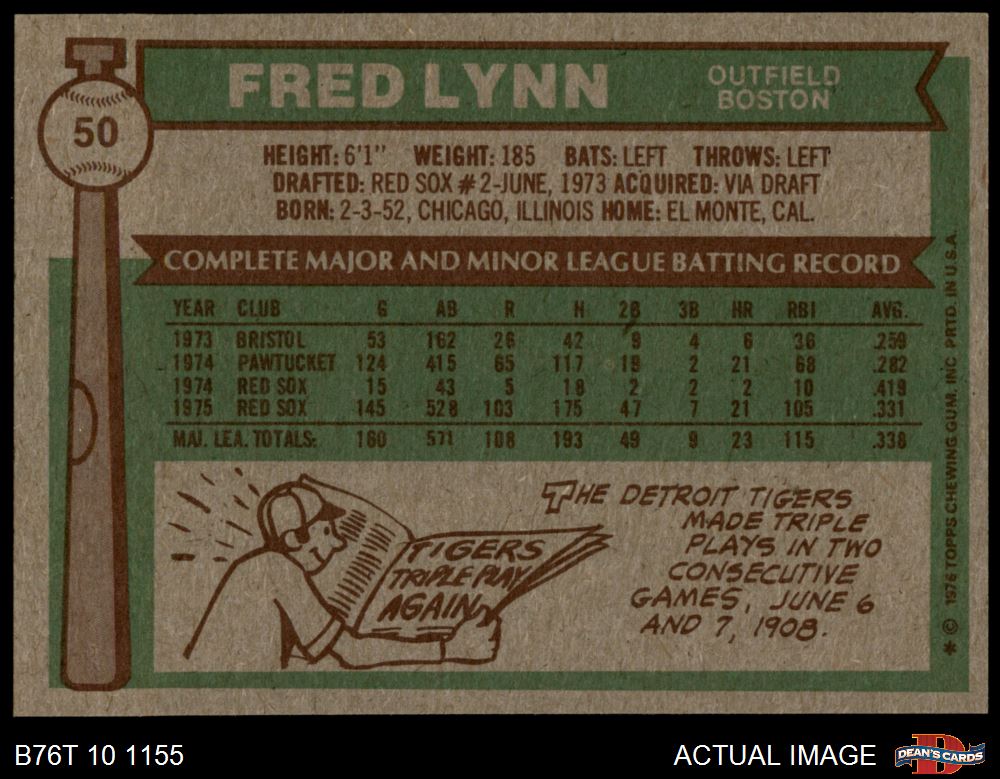 50
FRED LYNN
OUTFIELD
BOSTON
HEIGHT: 6'1" WEIGHT: 185 BATS: LEFT THROWS: LEFT
DRAFTED: RED SOX #2-JUNE, 1973 ACQUIRED: VIA DRAFT
BORN: 2-3-52, CHICAGO, ILLINOIS HOME: EL MONTE, CAL.
COMPLETE MAJOR AND MINOR LEAGUE BATTING RECORD
YEAR CLUB G AB R H 2B 3B HR RBI AVG.
1973 BRISTOL 53 162 26 42 9 4 6 36 .259
1974 PAWTUCKET 124 415 65 117 19 2 21 68 .282
1974 RED SOX 15 43 5 18 2 2 2 10 .419
1975 RED SOX 145 528 103 175 47 7 21 105 .331
MAJ. LEA. TOTALS: 160 571 108 193 49 9 23 115 .338
TIGERS
TRIPLE PLAY
AGAIN
THE DETROIT TIGERS
MADE TRIPLE
PLAYS IN TWO
CONSECUTIVE
GAMES, JUNE 6
AND 7, 1908.
* © 1976 TOPPS CHEWING GUM, INC PRTD. IN U.S.A.
B76T 10 1155
ACTUAL IMAGE
D
DEAN'S CARDS